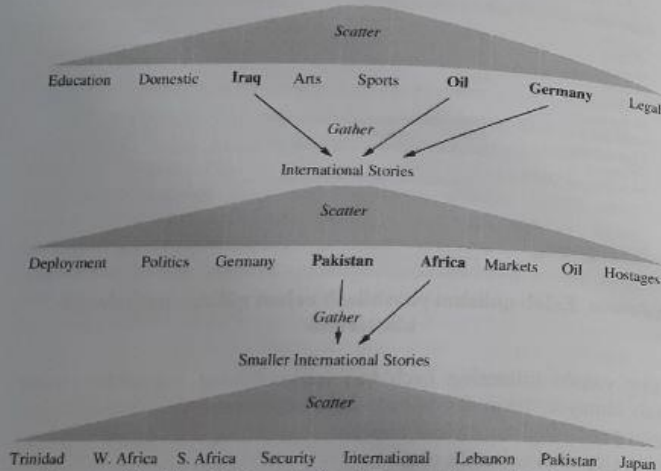 Scatter
Education Domestic Iraq Arts Sports Oil Germany Legal
Gather
International Stories
Scatter
Deployment Politics Germany Pakistan Africa Markets Oil Hostages
Gather
Smaller International Stories
Scatter
Trinidad W. Africa S. Africa Security International Lebanon Pakistan Japan